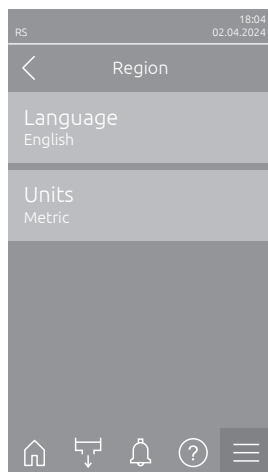 18:04
RS 02.04.2024
Region
Language
English
Units
Metric
?